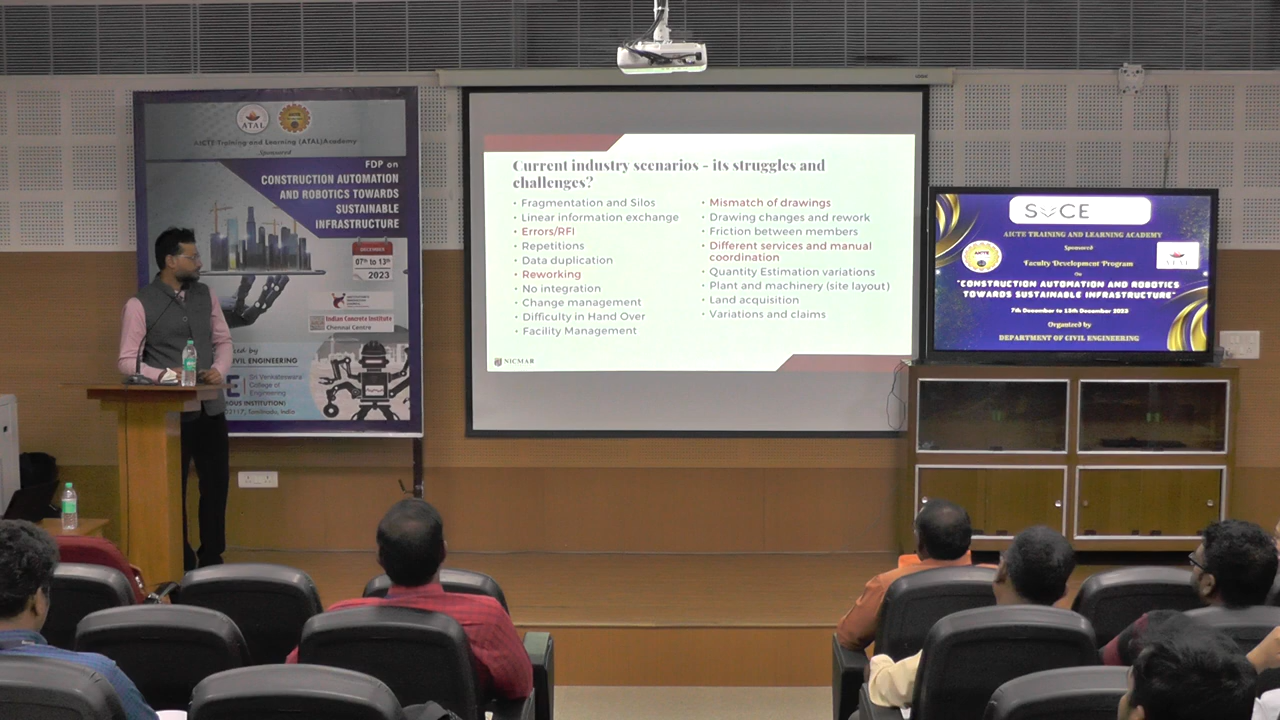 ATAL
AICTE Training and Learning (ATAL) Academy
Sponsored
FDP on
CONSTRUCTION AUTOMATION
AND ROBOTICS TOWARDS
SUSTAINABLE
INFRASTRUCTURE
DECEMBER
07th to 13th
2023
Indian Concrete Institute
Chennai Centre
CIVIL ENGINEERING
E
Sri Venkateswara
College of
Engineering
Tamilnadu, India
Current industry scenarios - its struggles and
challenges?
• Fragmentation and Silos
• Linear information exchange
• Errors/RFI
• Repetitions
• Data duplication
• Reworking
• No integration
• Change management
• Difficulty in Hand Over
• Facility Management
• Mismatch of drawings
• Drawing changes and rework
• Friction between members
• Different services and manual
coordination
• Quantity Estimation variations
• Plant and machinery (site layout)
• Land acquisition
• Variations and claims
NICMAR
SVCE
AICTE TRAINING AND LEARNING ACADEMY
Sponsored
Faculty Development Program
On
"CONSTRUCTION AUTOMATION AND ROBOTICS
TOWARDS SUSTAINABLE INFRASTRUCTURE"
7th December to 13th December 2023
Organized by
DEPARTMENT OF CIVIL ENGINEERING